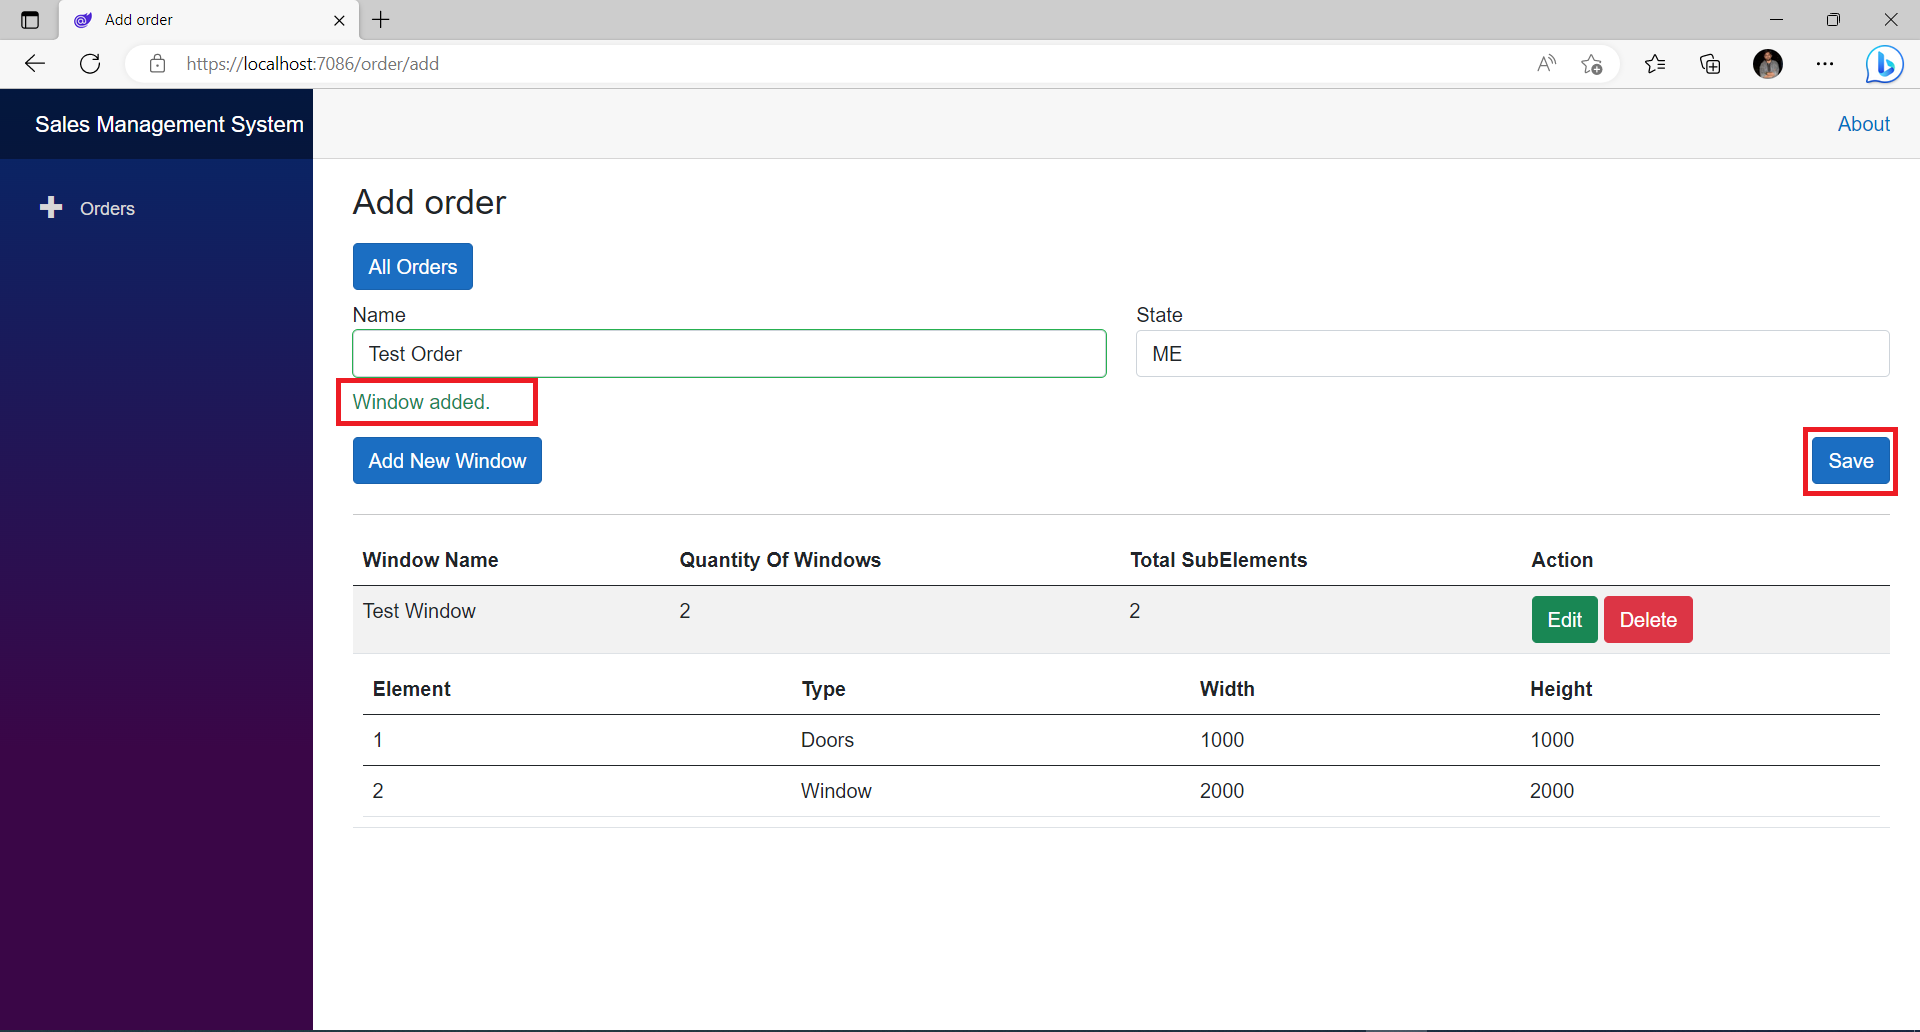 Add order
https://localhost:7086/order/add
Sales Management System
About
Orders
Add order
All Orders
Name State
Test Order ME
Window added.
Add New Window Save
Window Name Quantity Of Windows Total SubElements Action
Test Window 2 2 Edit Delete
Element Type Width Height
1 Doors 1000 1000
2 Window 2000 2000